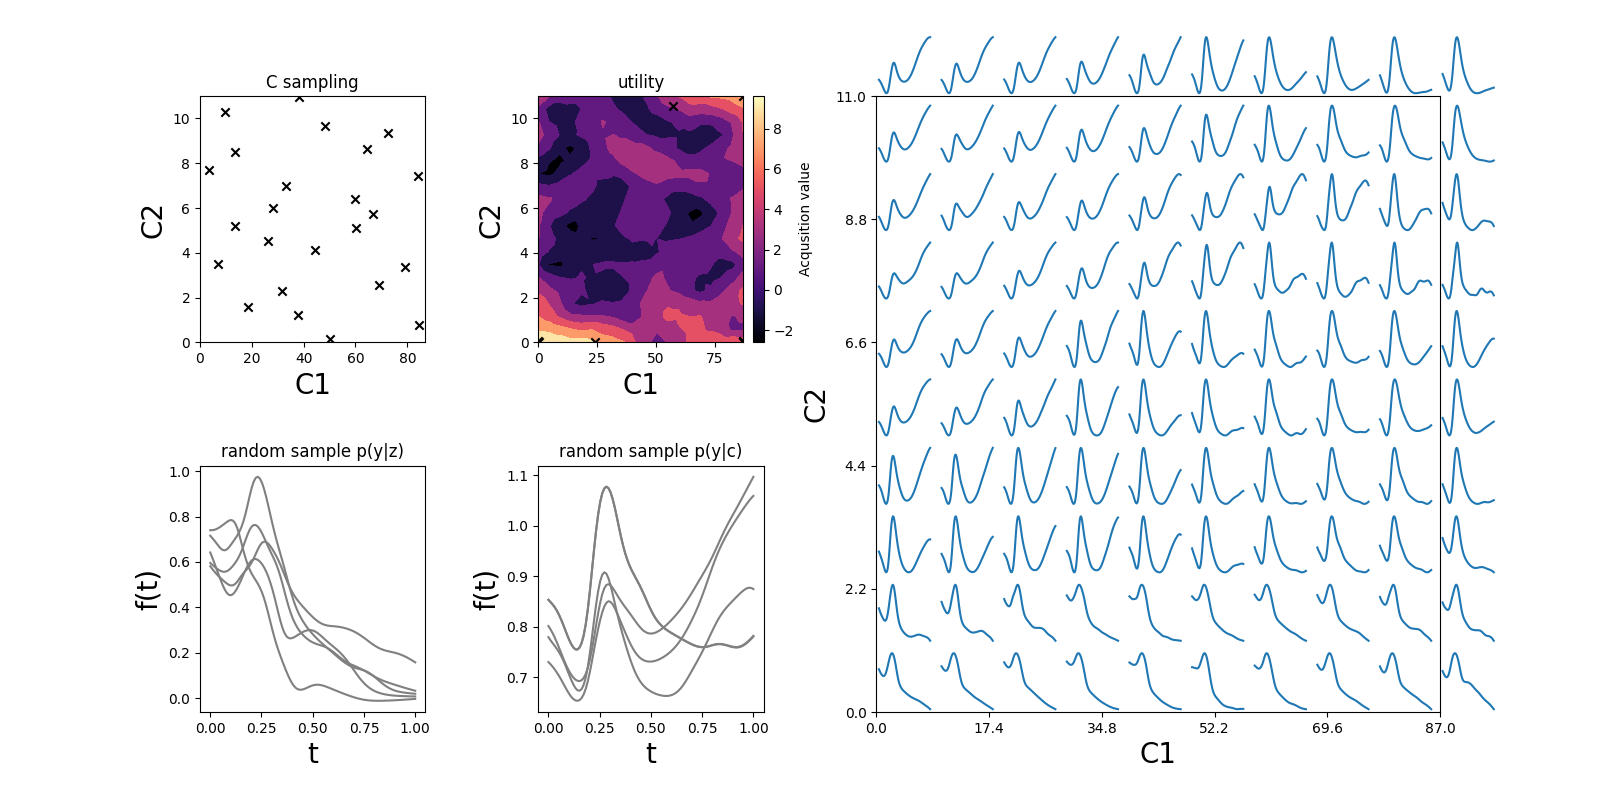 C sampling
10
8
6
4
2
0
0 20 40 60 80
C2
C1
utility
10
8
6
4
2
0
0 25 50 75
C2
C1
8
6
4
2
0
−2
Acqusition value
random sample p(y|z)
1.0
0.8
0.6
0.4
0.2
0.0
0.00 0.25 0.50 0.75 1.00
f(t)
t
random sample p(y|c)
1.1
1.0
0.9
0.8
0.7
0.00 0.25 0.50 0.75 1.00
f(t)
t
11.0
8.8
6.6
4.4
2.2
0.0
0.0 17.4 34.8 52.2 69.6 87.0
C2
C1